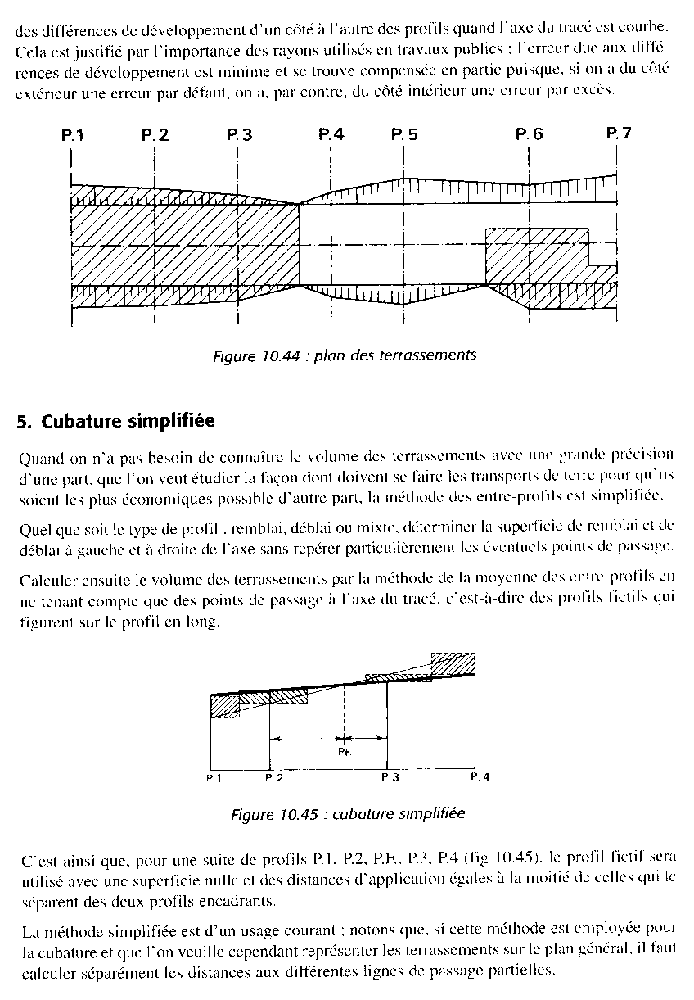 des différences de développement d'un côté à l'autre des profils quand l'axe du tracé est courbe.
Cela est justifié par l'importance des rayons utilisés en travaux publics ; l'erreur due aux diffé-
rences de développement est minime et se trouve compensée en partie puisque, si on a du côté
extérieur une erreur par défaut, on a, par contre, du côté intérieur une erreur par excès.
P.1 P.2 P.3 P.4 P.5 P.6 P.7
Figure 10.44 : plan des terrassements
5. Cubature simplifiée
Quand on n'a pas besoin de connaître le volume des terrassements avec une grande précision
d'une part, que l'on veut étudier la façon dont doivent se faire les transports de terre pour qu'ils
soient les plus économiques possible d'autre part, la méthode des entre-profils est simplifiée.
Quel que soit le type de profil : remblai, déblai ou mixte, déterminer la superficie de remblai et de
déblai à gauche et à droite de l'axe sans repérer particulièrement les éventuels points de passage.
Calculer ensuite le volume des terrassements par la méthode de la moyenne des entre-profils en
ne tenant compte que des points de passage à l'axe du tracé, c'est-à-dire des profils fictifs qui
figurent sur le profil en long.
P.F.
P.1 P 2 P.3 P. 4
Figure 10.45 : cubature simplifiée
C'est ainsi que, pour une suite de profils P.1, P.2, P.F., P.3, P.4 (fig 10.45), le profil fictif sera
utilisé avec une superficie nulle et des distances d'application égales à la moitié de celles qui le
séparent des deux profils encadrants.
La méthode simplifiée est d'un usage courant ; notons que, si cette méthode est employée pour
la cubature et que l'on veuille cependant représenter les terrassements sur le plan général, il faut
calculer séparément les distances aux différentes lignes de passage partielles.